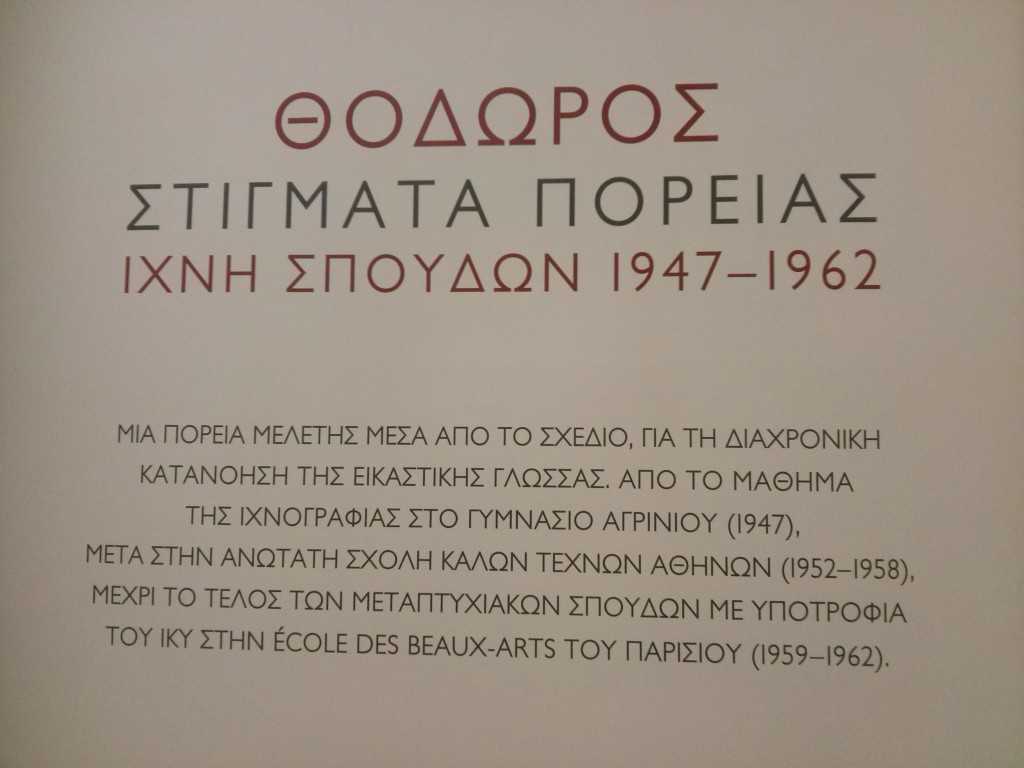 ΘΟΔΩΡΟΣ
ΣΤΙΓΜΑΤΑ ΠΟΡΕΙΑΣ
ΙΧΝΗ ΣΠΟΥΔΩΝ 1947–1962
ΜΙΑ ΠΟΡΕΙΑ ΜΕΛΕΤΗΣ ΜΕΣΑ ΑΠΟ ΤΟ ΣΧΕΔΙΟ, ΓΙΑ ΤΗ ΔΙΑΧΡΟΝΙΚΗ
ΚΑΤΑΝΟΗΣΗ ΤΗΣ ΕΙΚΑΣΤΙΚΗΣ ΓΛΩΣΣΑΣ. ΑΠΟ ΤΟ ΜΑΘΗΜΑ
ΤΗΣ ΙΧΝΟΓΡΑΦΙΑΣ ΣΤΟ ΓΥΜΝΑΣΙΟ ΑΓΡΙΝΙΟΥ (1947),
ΜΕΤΑ ΣΤΗΝ ΑΝΩΤΑΤΗ ΣΧΟΛΗ ΚΑΛΩΝ ΤΕΧΝΩΝ ΑΘΗΝΩΝ (1952–1958),
ΜΕΧΡΙ ΤΟ ΤΕΛΟΣ ΤΩΝ ΜΕΤΑΠΤΥΧΙΑΚΩΝ ΣΠΟΥΔΩΝ ΜΕ ΥΠΟΤΡΟΦΙΑ
ΤΟΥ ΙΚΥ ΣΤΗΝ ÉCOLE DES BEAUX-ARTS ΤΟΥ ΠΑΡΙΣΙΟΥ (1959–1962).